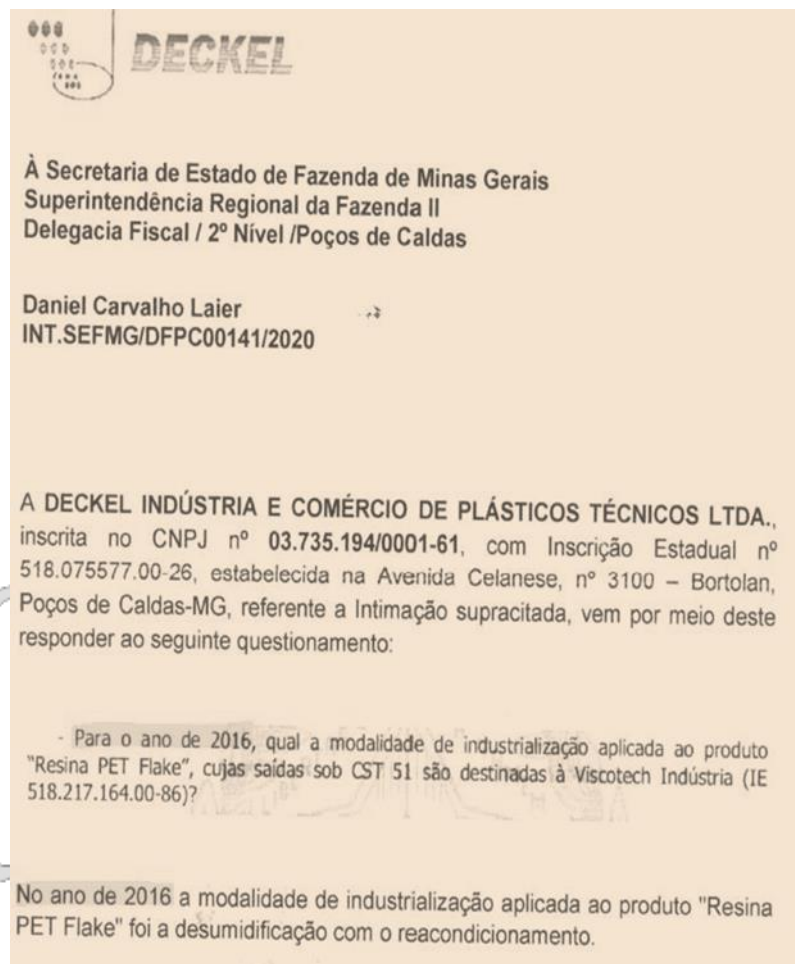 DECKEL
À Secretaria de Estado de Fazenda de Minas Gerais
Superintendência Regional da Fazenda II
Delegacia Fiscal / 2º Nível /Poços de Caldas
Daniel Carvalho Laier
INT.SEFMG/DFPC00141/2020
A DECKEL INDÚSTRIA E COMÉRCIO DE PLÁSTICOS TÉCNICOS LTDA.,
inscrita no CNPJ nº 03.735.194/0001-61, com Inscrição Estadual nº
518.075577.00-26, estabelecida na Avenida Celanese, nº 3100 – Bortolan,
Poços de Caldas-MG, referente a Intimação supracitada, vem por meio deste
responder ao seguinte questionamento:
- Para o ano de 2016, qual a modalidade de industrialização aplicada ao produto
"Resina PET Flake", cujas saídas sob CST 51 são destinadas à Viscotech Indústria (IE
518.217.164.00-86)?
No ano de 2016 a modalidade de industrialização aplicada ao produto "Resina
PET Flake" foi a desumidificação com o reacondicionamento.